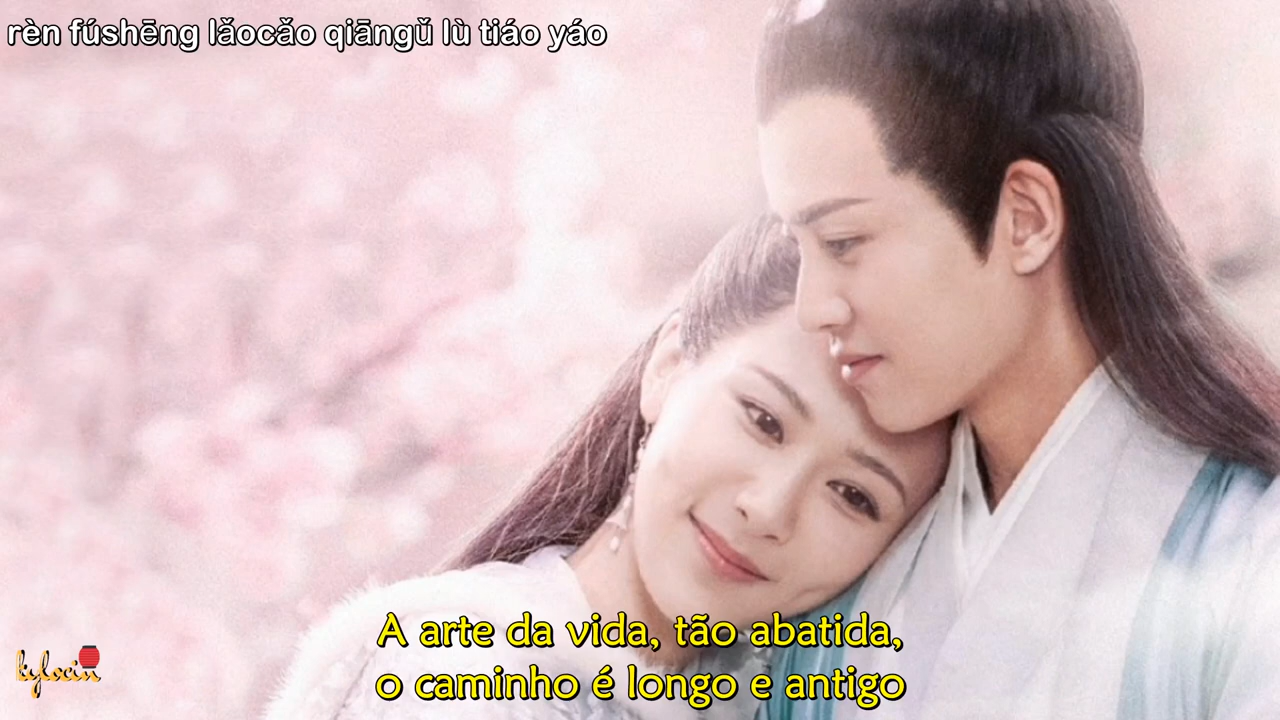 rèn fúshēng lǎocǎo qiāngǔ lù tiáo yáo
A arte da vida, tão abatida,
o caminho é longo e antigo
kylocin